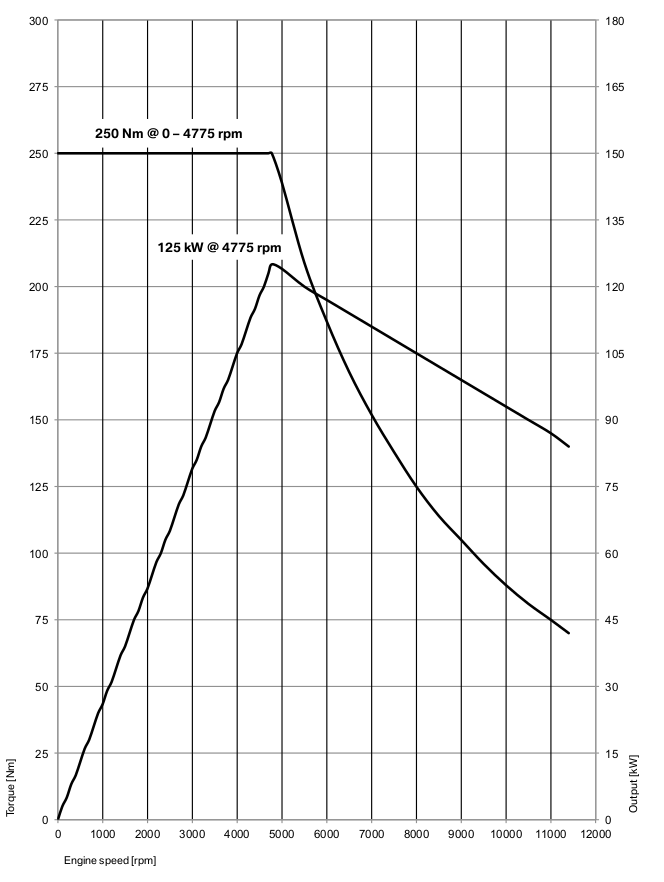 300 180
275 165
250 Nm @ 0 – 4775 rpm
250 150
225 135
125 kW @ 4775 rpm
200 120
175 105
150 90
125 75
100 60
75 45
50 30
25 15
Torque [Nm]
Output [kW]
0 0
0 1000 2000 3000 4000 5000 6000 7000 8000 9000 10000 11000 12000
Engine speed [rpm]